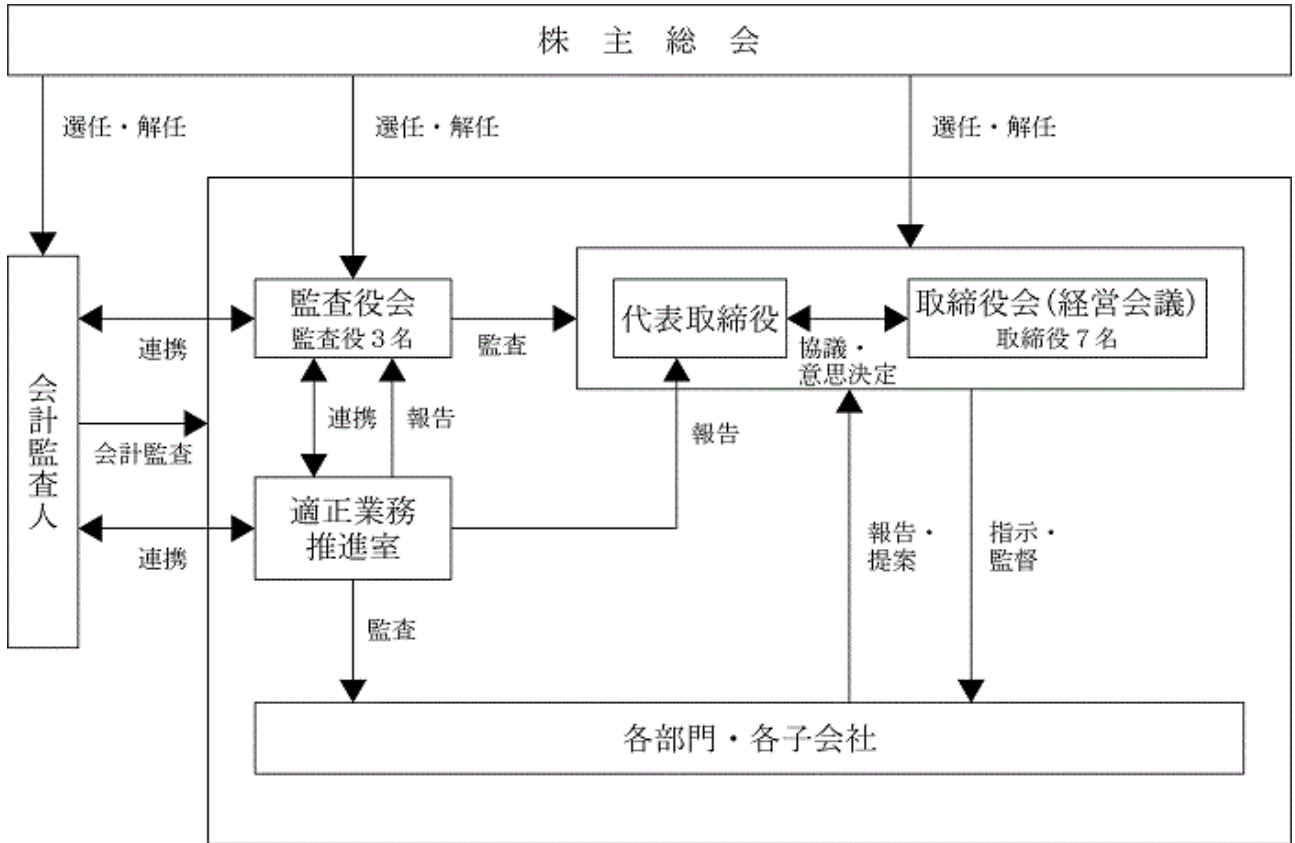 株 主 総 会
選任・解任
選任・解任
選任・解任
監査役会
監査役3名
代表取締役
取締役会(経営会議)
取締役7名
連携
監査
協議・
意思決定
会計監査人
連携
報告
報告
会計監査
適正業務
推進室
連携
報告・
提案
指示・
監督
監査
各部門・各子会社